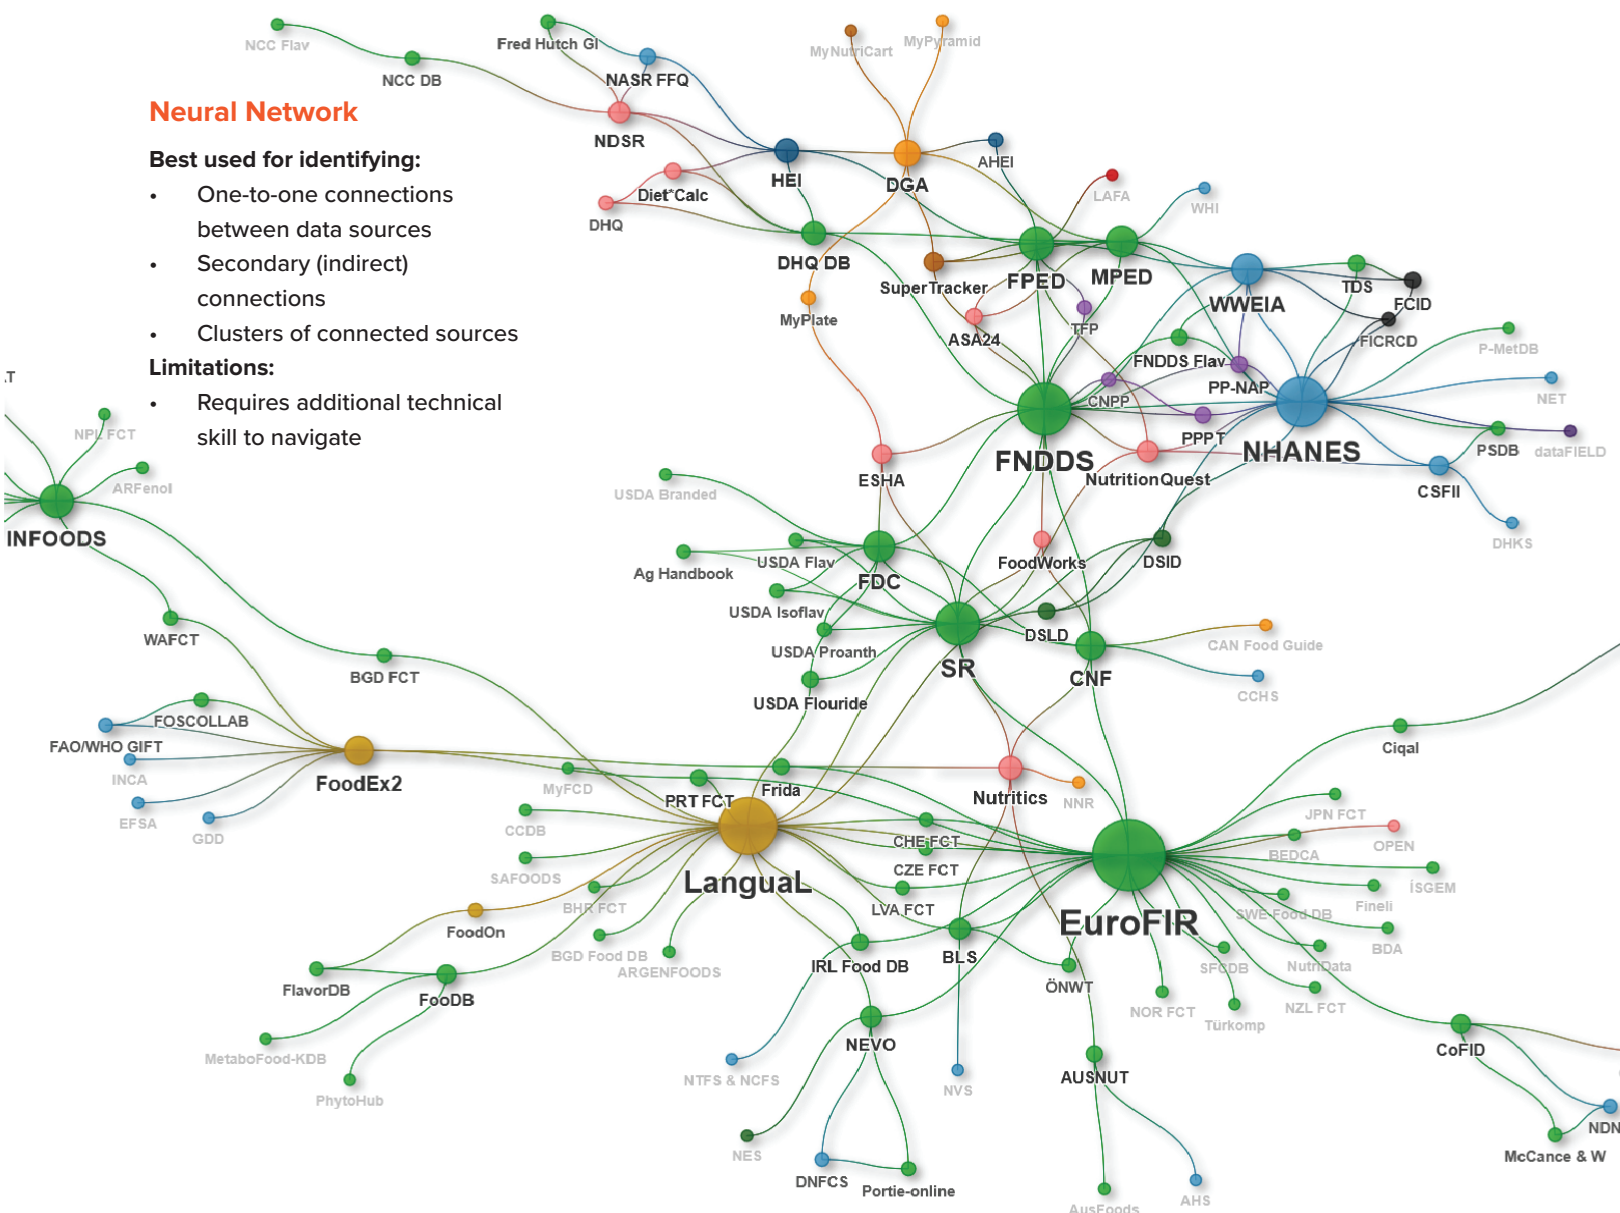 NCC Flav
Fred Hutch GI
MyNutriCart
MyPyramid
NCC DB
NASR FFQ
Neural Network
NDSR
Best used for identifying:
• One-to-one connections
between data sources
• Secondary (indirect)
connections
• Clusters of connected sources
Limitations:
• Requires additional technical
skill to navigate
HEI
DGA
AHEI
Diet*Calc
DHQ
LAFA
WHI
DHQ DB
SuperTracker
FPED
MPED
WWEIA
TDS
FCID
MyPlate
ASA24
TFP
FICRCD
FNDDS Flav
P-MetDB
PP-NAP
CNPP
NET
PPPT
NHANES
PSDB
dataFIELD
FNDDS
NutritionQuest
CSFII
ESHA
USDA Branded
NPL FCT
ARFenol
INFOODS
DHKS
Ag Handbook
USDA Flav
FDC
FoodWorks
DSID
USDA Isoflav
DSLD
USDA Proanth
SR
CNF
CAN Food Guide
CCHS
USDA Flouride
WAFCT
BGD FCT
FOSCOLLAB
FAO/WHO GIFT
INCA
EFSA
GDD
FoodEx2
MyFCD
PRT FCT
Frida
Nutritics
NNR
Ciqal
CCDB
CHE FCT
CZE FCT
JPN FCT
BEDCA
OPEN
SAFOODS
LanguaL
BHR FCT
LVA FCT
EuroFIR
İSGEM
Fineli
SWE Food DB
BDA
FoodOn
BGD Food DB
ARGENFOODS
IRL Food DB
BLS
ÖNWT
SFCDB
NutriData
FlavorDB
FooDB
NOR FCT
Türkomp
NZL FCT
MetaboFood-KDB
PhytoHub
NEVO
NTFS & NCFS
NVS
AUSNUT
CoFID
NDN
McCance & W
NES
DNFCS
Portie-online
AusFoods
AHS